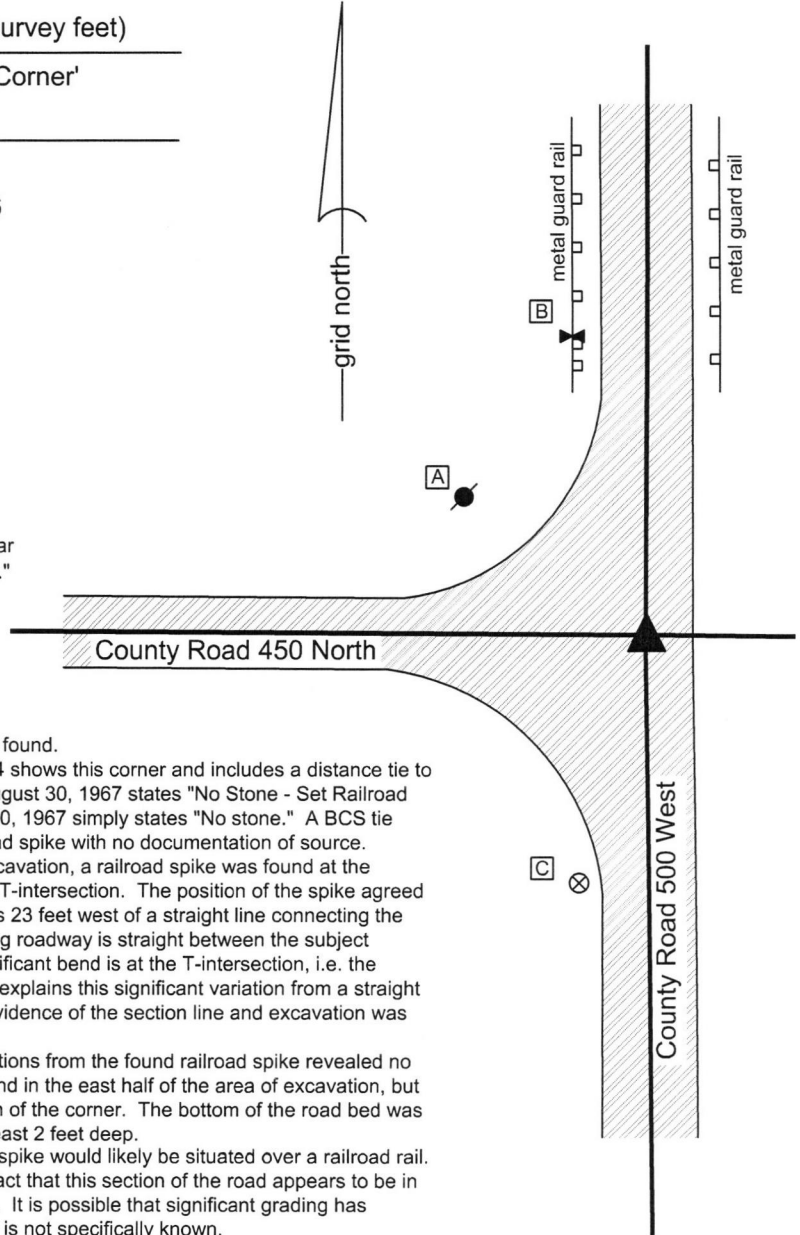 urvey feet)
Corner'
metal guard rail
metal guard rail
grid north
B
A
ar
."
County Road 450 North
found.
4 shows this corner and includes a distance tie to
gust 30, 1967 states "No Stone - Set Railroad
0, 1967 simply states "No stone." A BCS tie
d spike with no documentation of source.
cavation, a railroad spike was found at the
T-intersection. The position of the spike agreed
s 23 feet west of a straight line connecting the
g roadway is straight between the subject
ificant bend is at the T-intersection, i.e. the
explains this significant variation from a straight
vidence of the section line and excavation was
tions from the found railroad spike revealed no
nd in the east half of the area of excavation, but
n of the corner. The bottom of the road bed was
east 2 feet deep.
spike would likely be situated over a railroad rail.
act that this section of the road appears to be in
It is possible that significant grading has
is not specifically known.
C
County Road 500 West